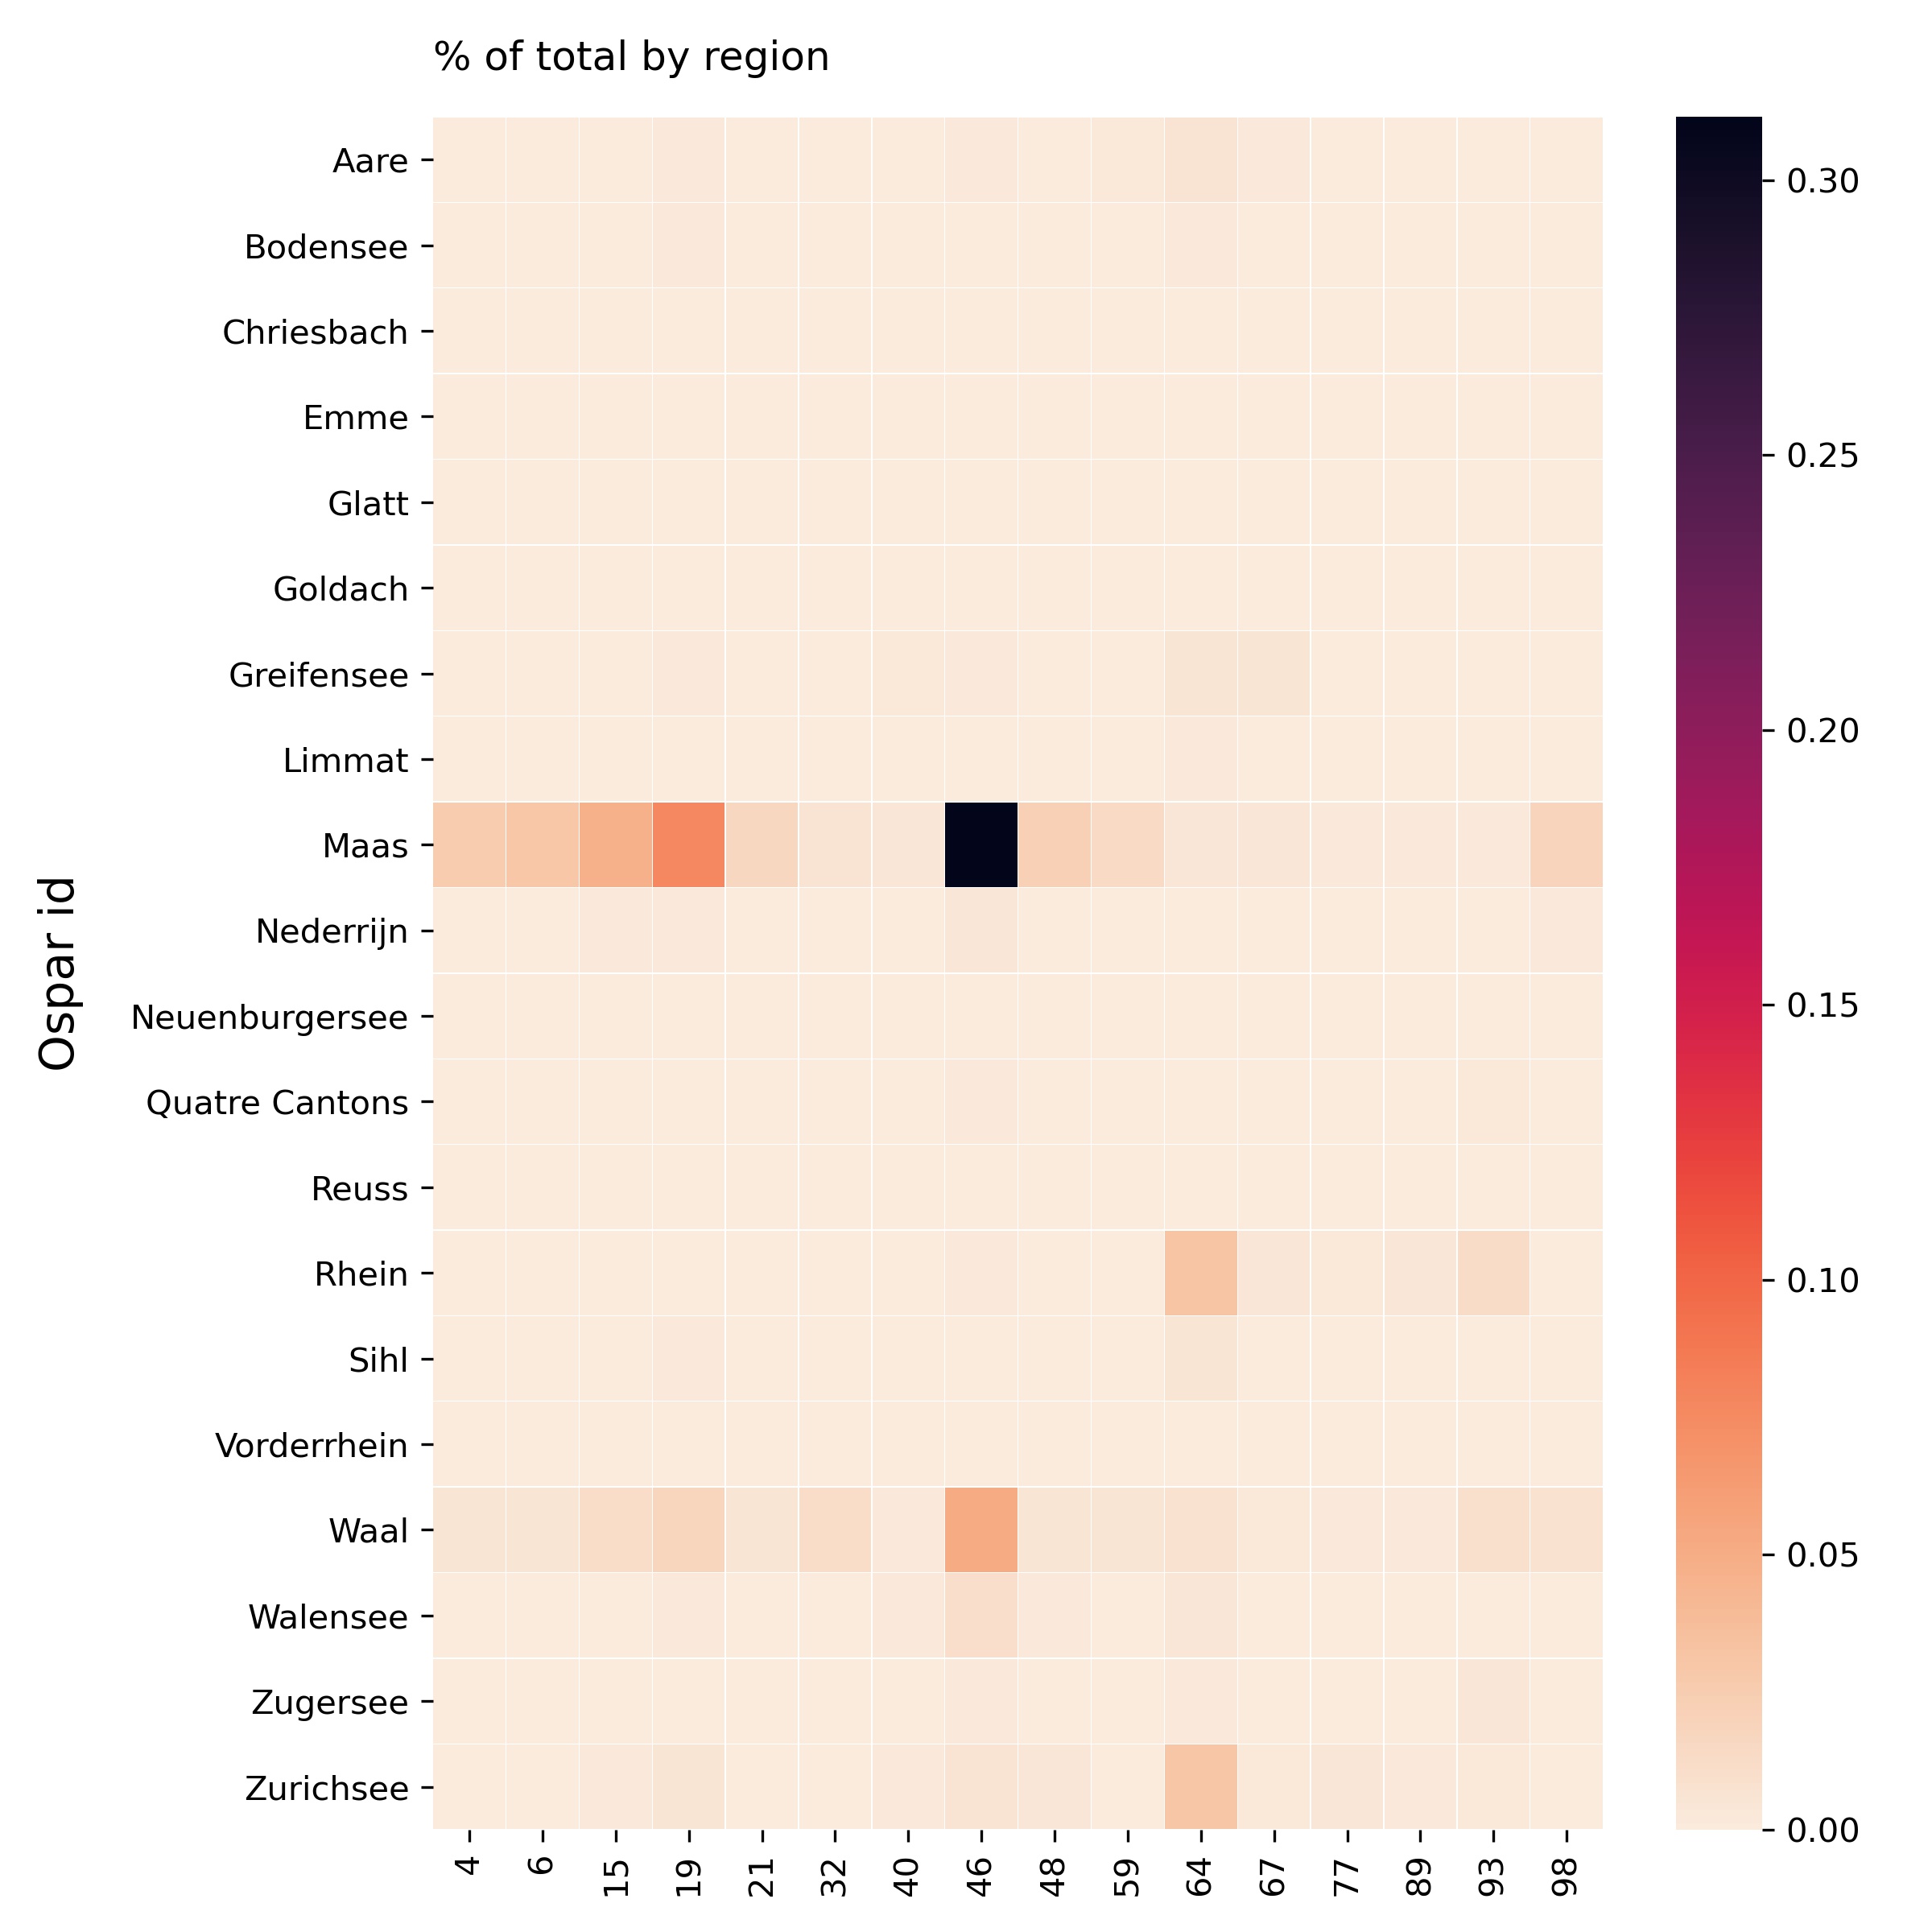 % of total by region
Aare
Bodensee
Chriesbach
Emme
Glatt
Goldach
Greifensee
Limmat
Maas
Nederrijn
Neuenburgersee
Quatre Cantons
Reuss
Rhein
Sihl
Vorderrhein
Waal
Walensee
Zugersee
Zurichsee
Ospar id
4 6 15 19 21 32 40 46 48 59 64 67 77 89 93 98
0.30
0.25
0.20
0.15
0.10
0.05
0.00